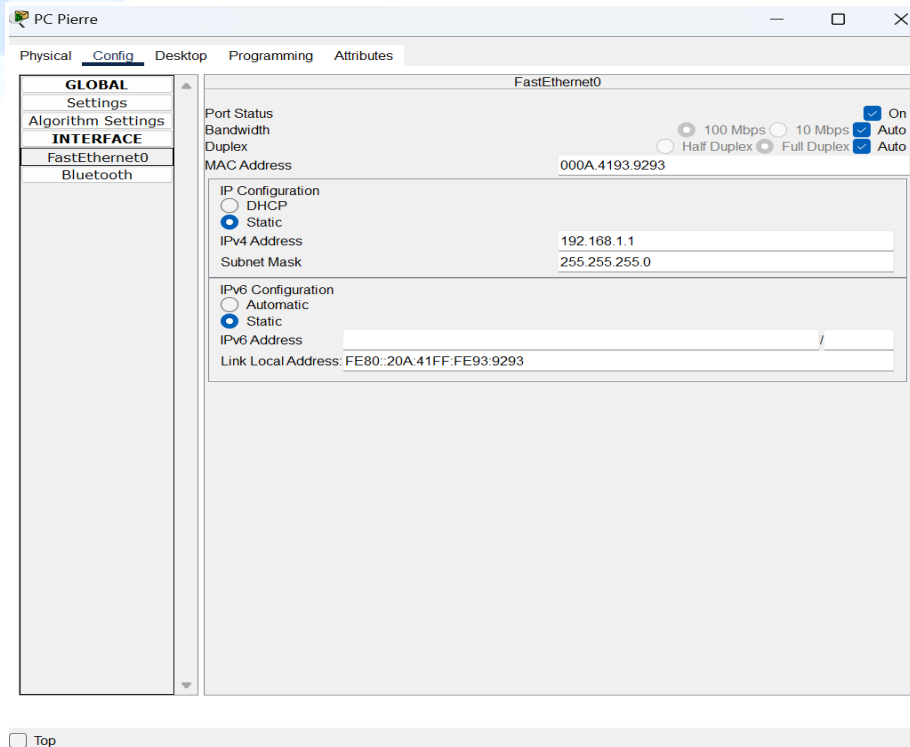 PC Pierre
Physical Config Desktop Programming Attributes
GLOBAL
Settings
Algorithm Settings
INTERFACE
FastEthernet0
Bluetooth
FastEthernet0
Port Status On
Bandwidth 100 Mbps 10 Mbps Auto
Duplex Half Duplex Full Duplex Auto
MAC Address 000A.4193.9293
IP Configuration
DHCP
Static
IPv4 Address 192.168.1.1
Subnet Mask 255.255.255.0
IPv6 Configuration
Automatic
Static
IPv6 Address /
Link Local Address: FE80::20A:41FF:FE93:9293
Top